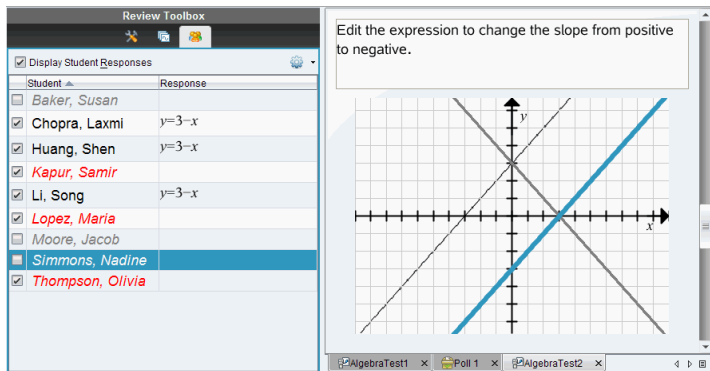 Review Toolbox
Display Student Responses
Student Response
Baker, Susan
Chopra, Laxmi y=3−x
Huang, Shen y=3−x
Kapur, Samir
Li, Song y=3−x
Lopez, Maria
Moore, Jacob
Simmons, Nadine
Thompson, Olivia
Edit the expression to change the slope from positive
to negative.
y
x
AlgebraTest1 Poll 1 AlgebraTest2